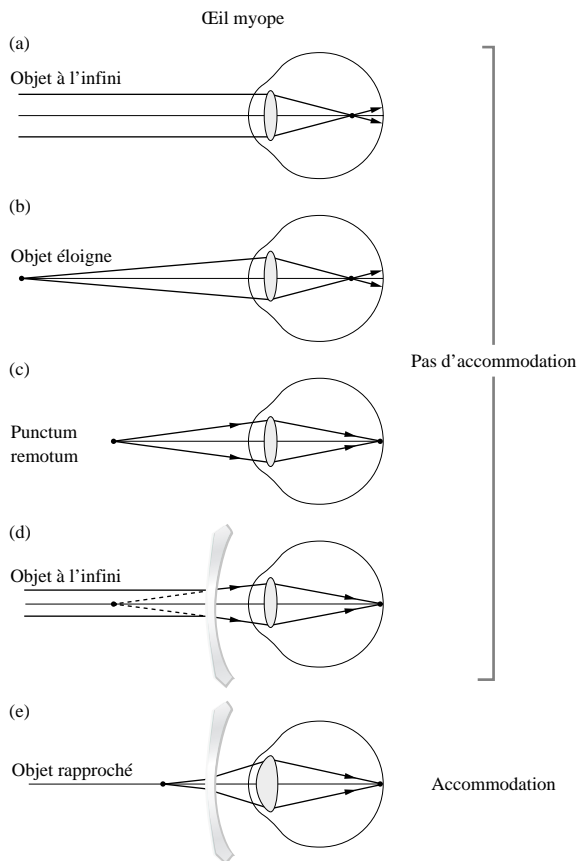 Œil myope
(a)
Objet à l’infini
(b)
Objet éloigne
(c)
Pas d’accommodation
Punctum
remotum
(d)
Objet à l’infini
(e)
Objet rapproché
Accommodation